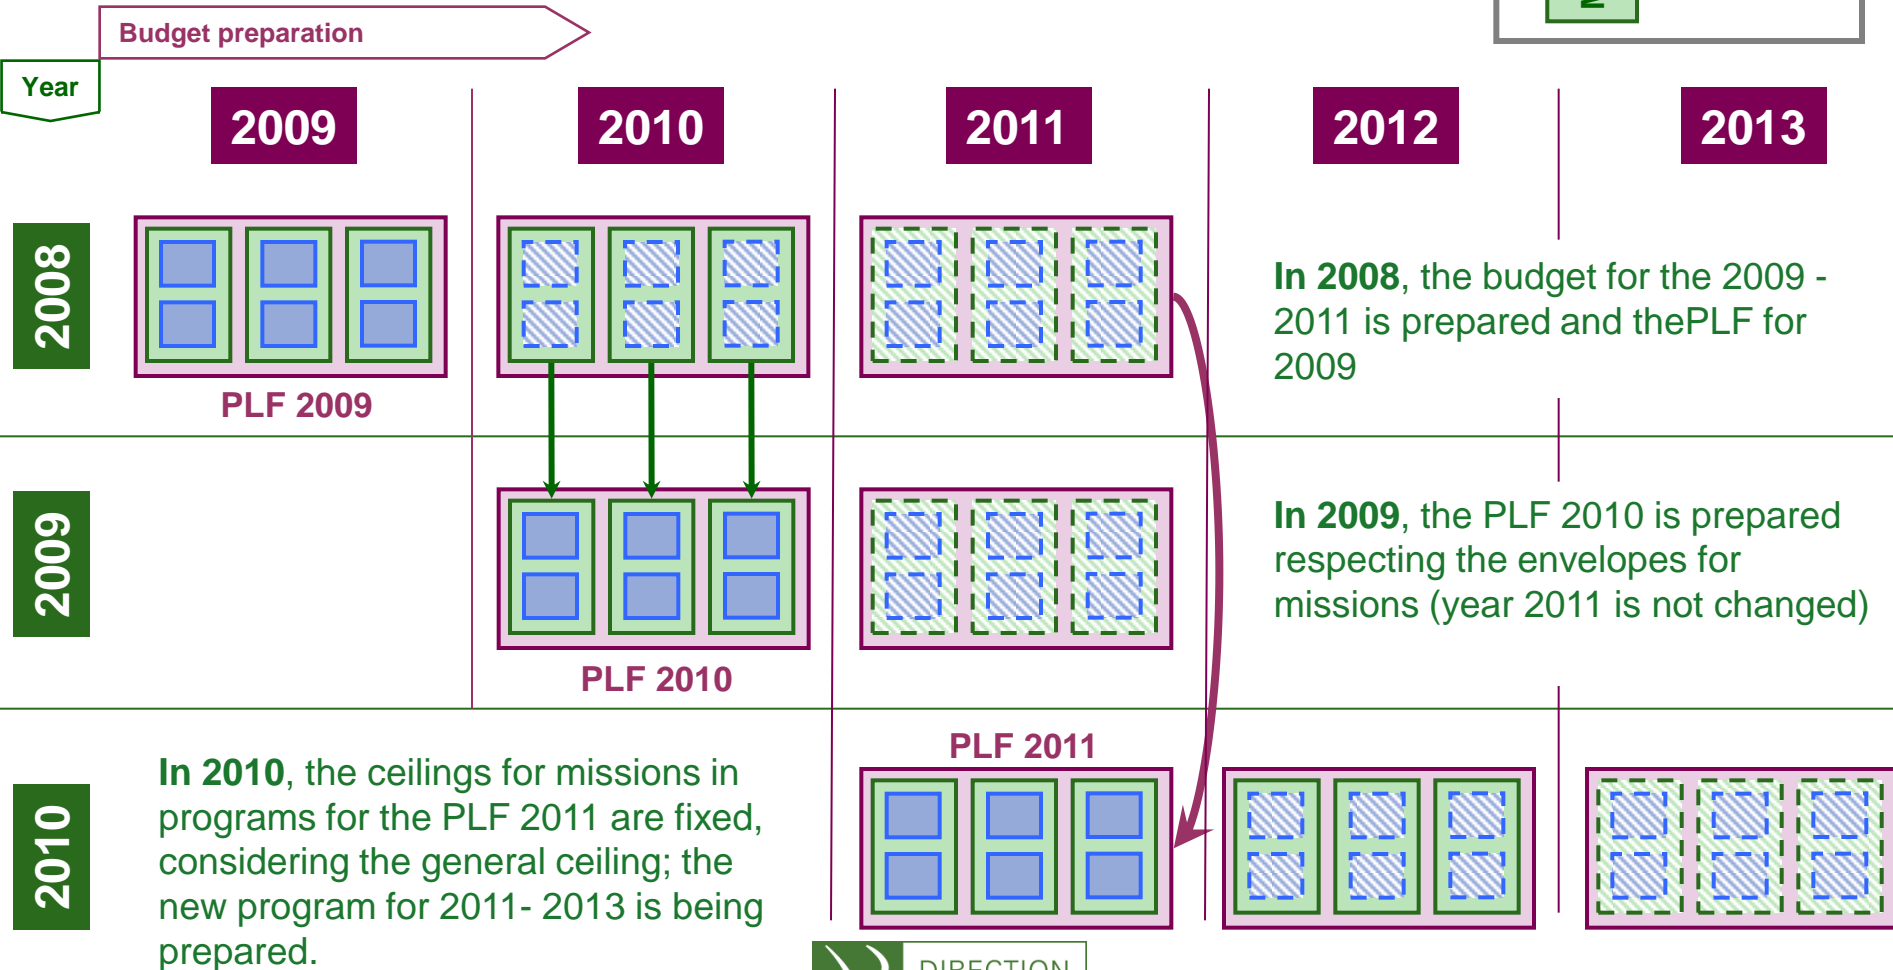 Budget preparation
Year
2009
2010
2011
2012
2013
2008
PLF 2009
In 2008, the budget for the 2009 -
2011 is prepared and thePLF for
2009
2009
PLF 2010
In 2009, the PLF 2010 is prepared
respecting the envelopes for
missions (year 2011 is not changed)
2010
In 2010, the ceilings for missions in
programs for the PLF 2011 are fixed,
considering the general ceiling; the
new program for 2011- 2013 is being
prepared.
PLF 2011
DIRECTION